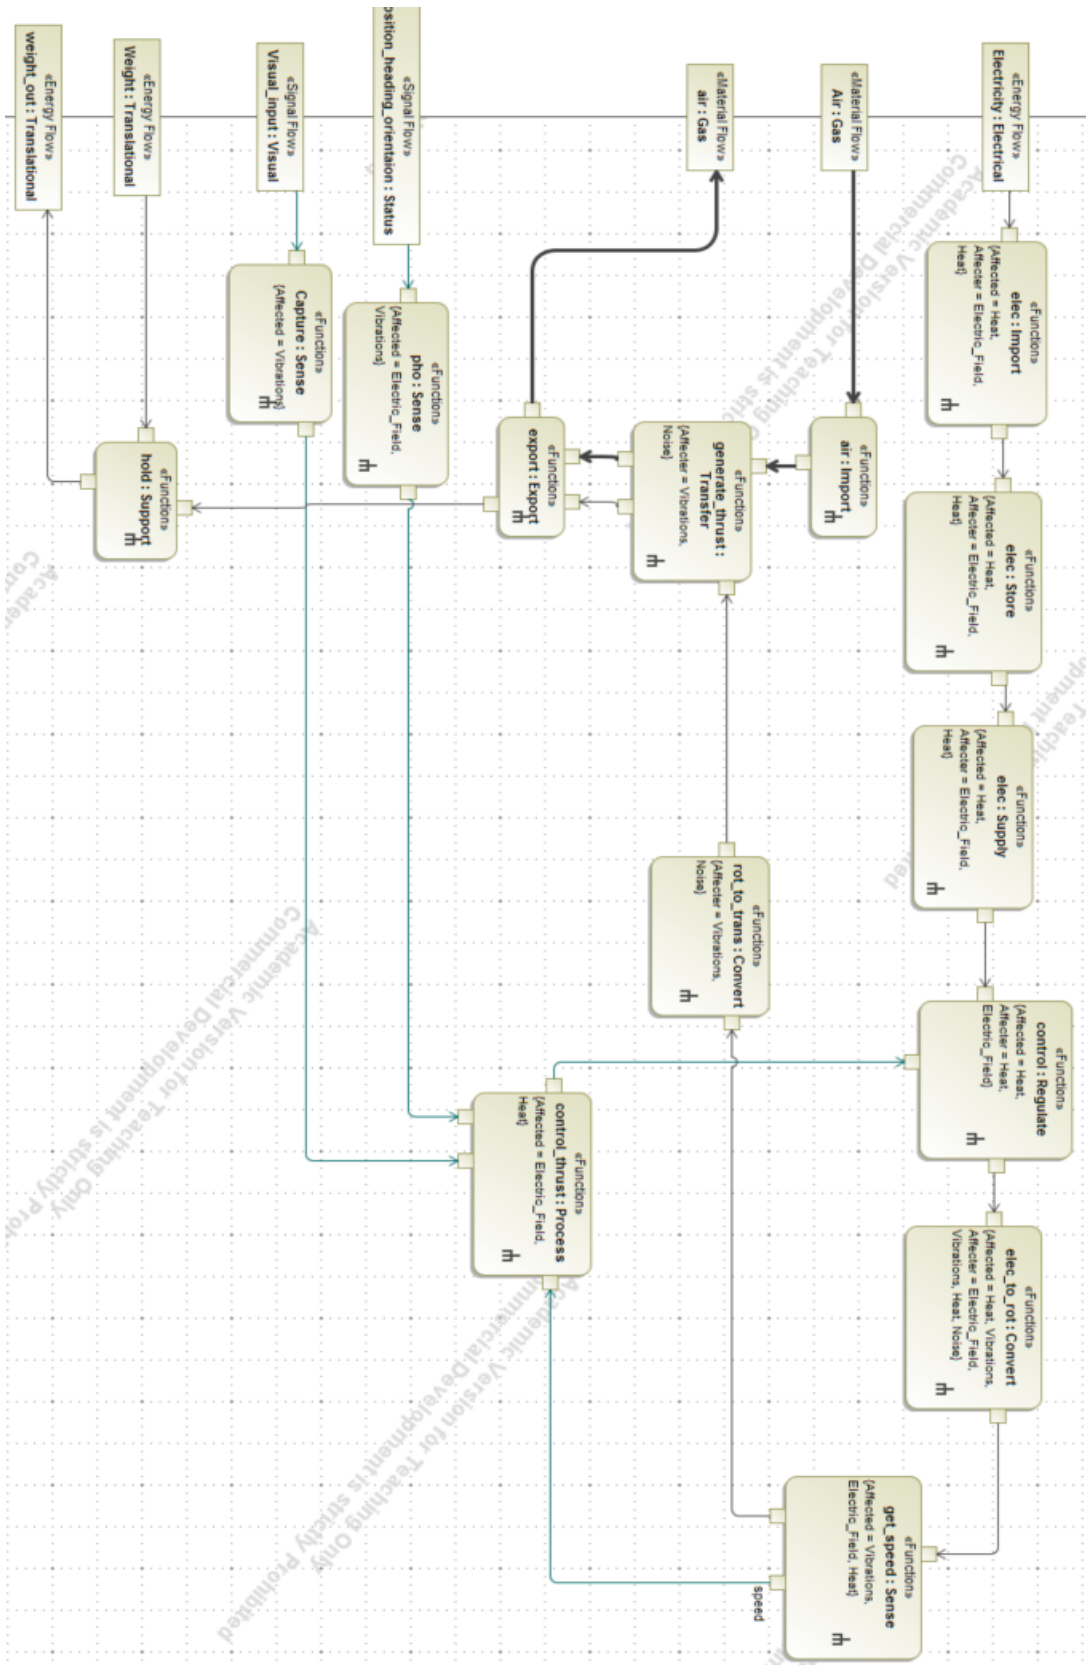 «Energy Flow»
Electricity : Electrical
«Function»
elec : Import
{Affected = Heat,
Affecter = Electric_Field,
Heat}
«Function»
elec : Store
{Affected = Heat,
Affecter = Electric_Field,
Heat}
«Function»
elec : Supply
{Affected = Heat,
Affecter = Electric_Field,
Heat}
«Function»
control : Regulate
{Affected = Heat,
Affecter = Heat,
Electric_Field}
«Function»
elec_to_rot : Convert
{Affected = Heat, Vibrations,
Affecter = Electric_Field,
Vibrations, Heat, Noise}
«Function»
get_speed : Sense
{Affected = Vibrations,
Electric_Field, Heat}
speed
«Material Flow»
Air : Gas
«Function»
air : Import
«Material Flow»
air : Gas
«Function»
generate_thrust :
Transfer
{Affecter = Vibrations,
Noise}
«Function»
rot_to_trans : Convert
{Affecter = Vibrations,
Noise}
«Function»
export : Export
«Function»
control_thrust : Process
{Affected = Electric_Field,
Heat}
«Signal Flow»
osition_heading_orientaion : Status
«Function»
pho : Sense
{Affected = Electric_Field,
Vibrations}
«Signal Flow»
Visual_input : Visual
«Function»
Capture : Sense
{Affected = Vibrations}
«Energy Flow»
Weight : Translational
«Function»
hold : Support
«Energy Flow»
weight_out : Translational
Academic Version for Teaching Only
Commercial Development is strictly Prohibited